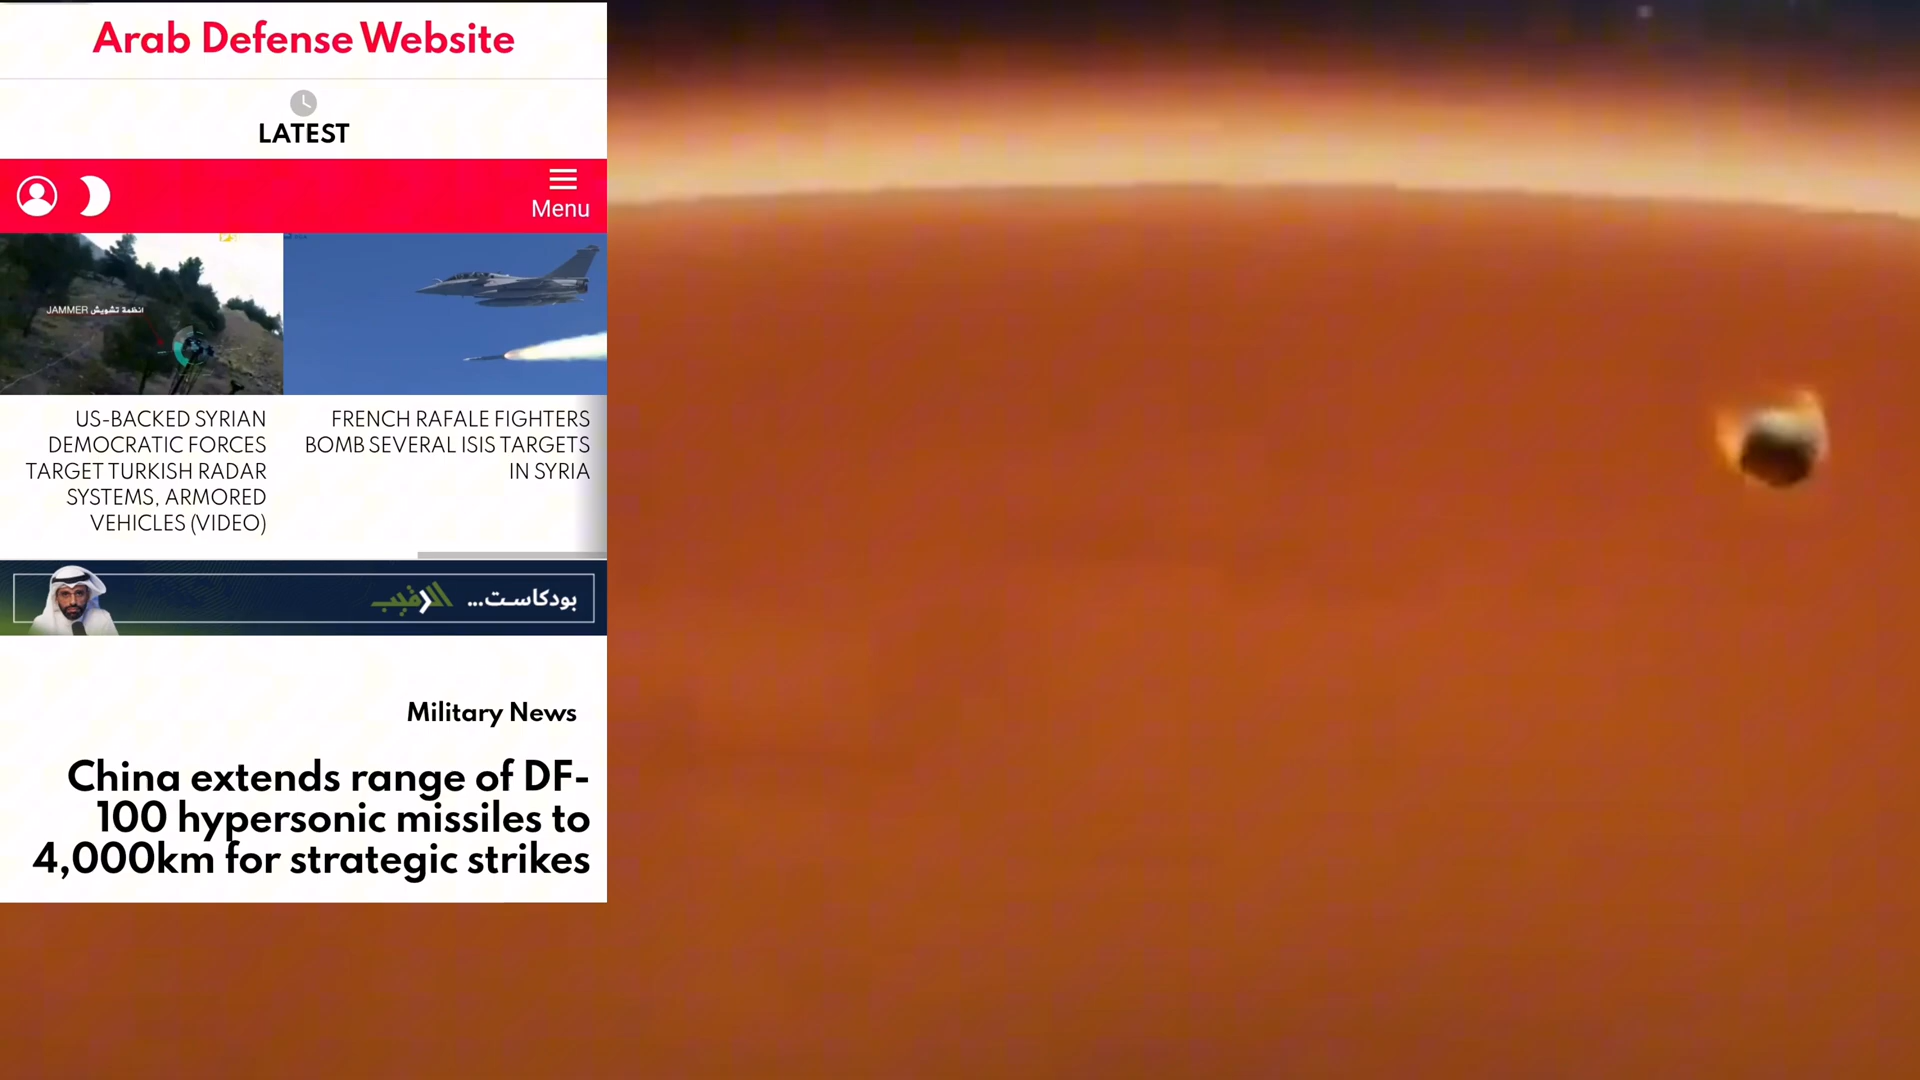 Arab Defense Website
LATEST
Menu
JAMMER انظمة تشويش
US-BACKED SYRIAN
DEMOCRATIC FORCES
TARGET TURKISH RADAR
SYSTEMS, ARMORED
VEHICLES (VIDEO)
FRENCH RAFALE FIGHTERS
BOMB SEVERAL ISIS TARGETS
IN SYRIA
بودكاست...
الرقيب
Military News
China extends range of DF-
100 hypersonic missiles to
4,000km for strategic strikes